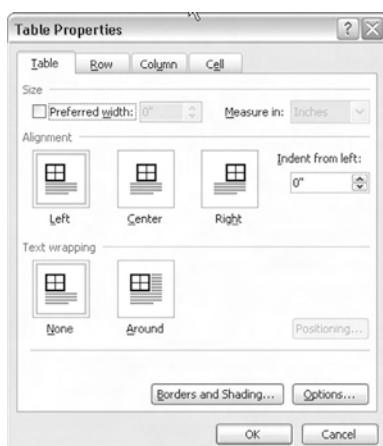 Table Properties
Table Row Column Cell
Size
Preferred width: 0" Measure in: Inches
Alignment
Indent from left:
0"
Left Center Right
Text wrapping
None Around Positioning...
Borders and Shading... Options...
OK Cancel